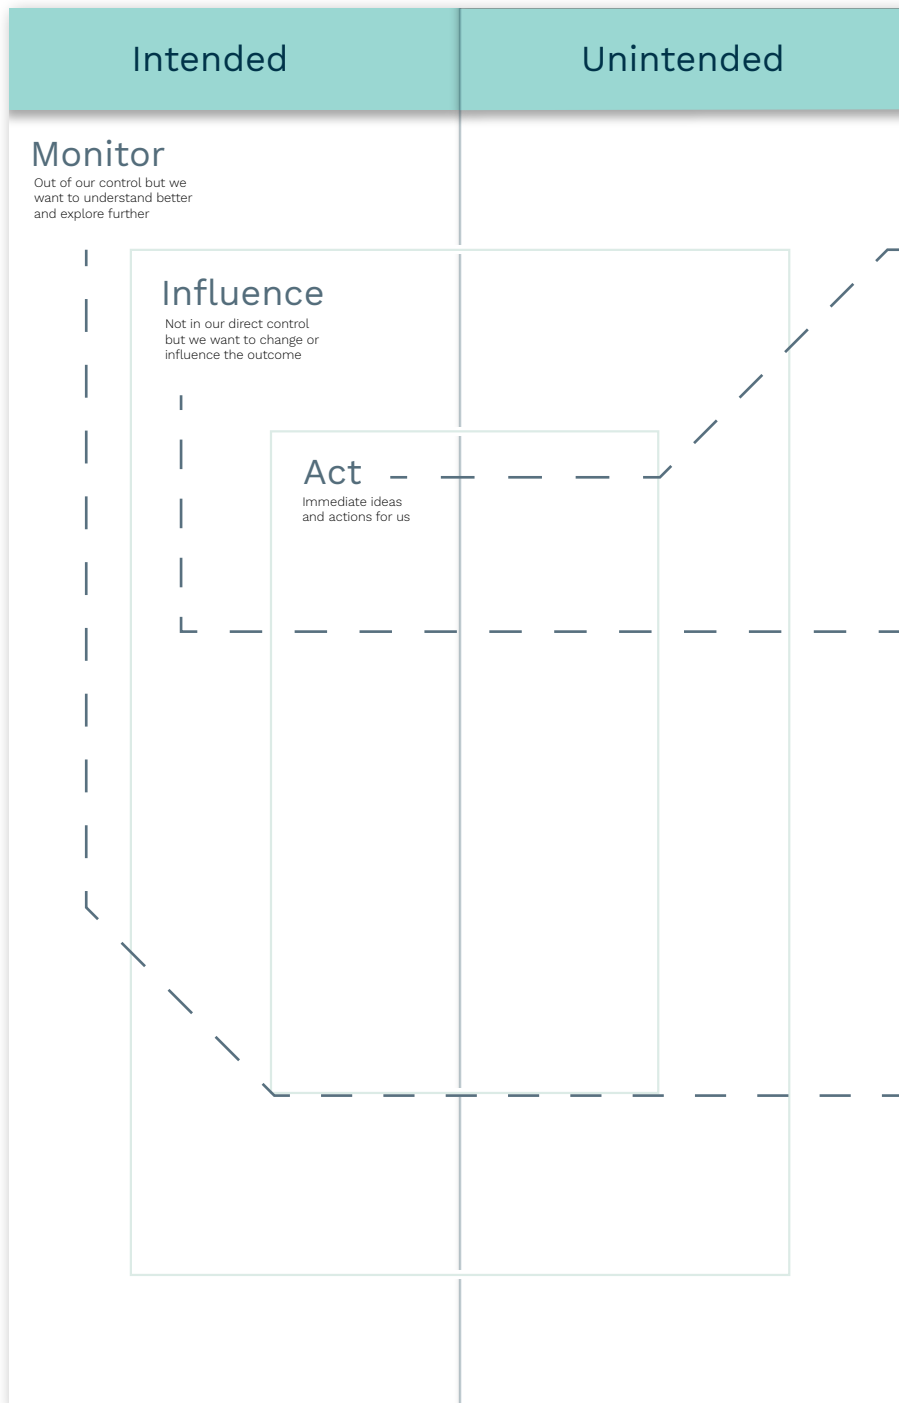 Intended
Unintended
Monitor
Out of our control but we
want to understand better
and explore further
Influence
Not in our direct control
but we want to change or
influence the outcome
Act
Immediate ideas
and actions for us